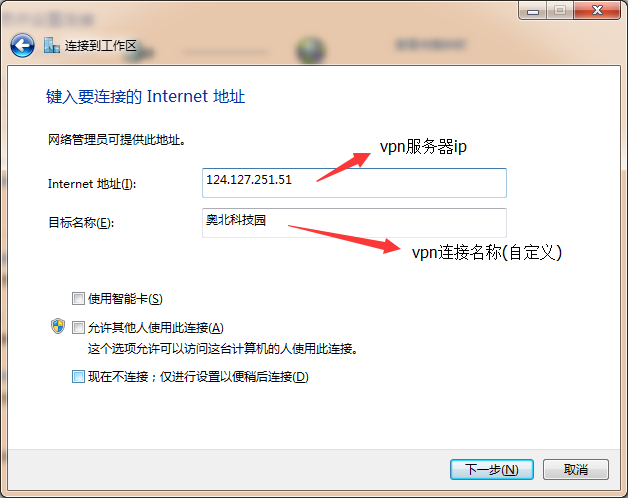 连接到工作区
键入要连接的 Internet 地址
网络管理员可提供此地址。
vpn服务器ip
Internet 地址(I):
124.127.251.51
目标名称(E):
奥北科技园
vpn连接名称(自定义)
使用智能卡(S)
允许其他人使用此连接(A)
这个选项允许可以访问这台计算机的人使用此连接。
现在不连接；仅进行设置以便稍后连接(D)
下一步(N)
取消